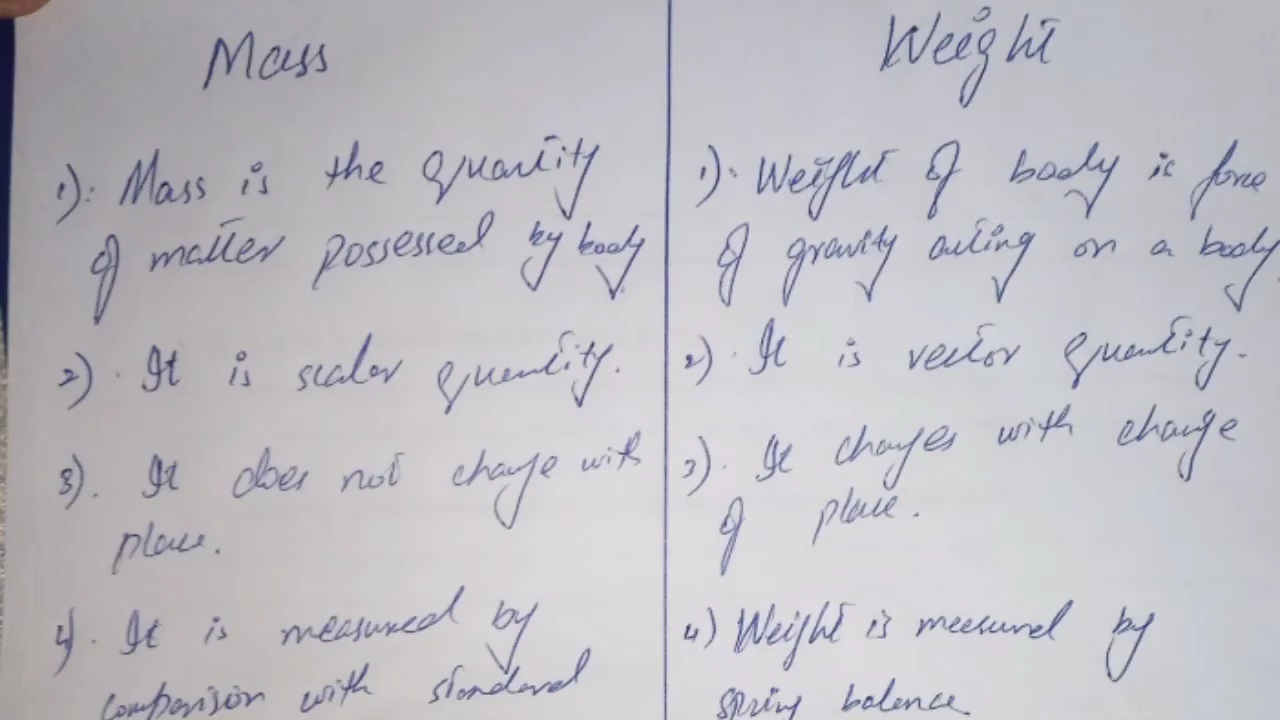 Mass
1). Mass is the quantity
of matter possessed by body
2). It is scalar quantity.
3). It does not change with
place.
4). It is measured by
comparison with standard
Weight
1). Weight of body is force
of gravity acting on a body
2). It is vector quantity.
3). It changes with change
of place.
4) Weight is measured by
spring balance